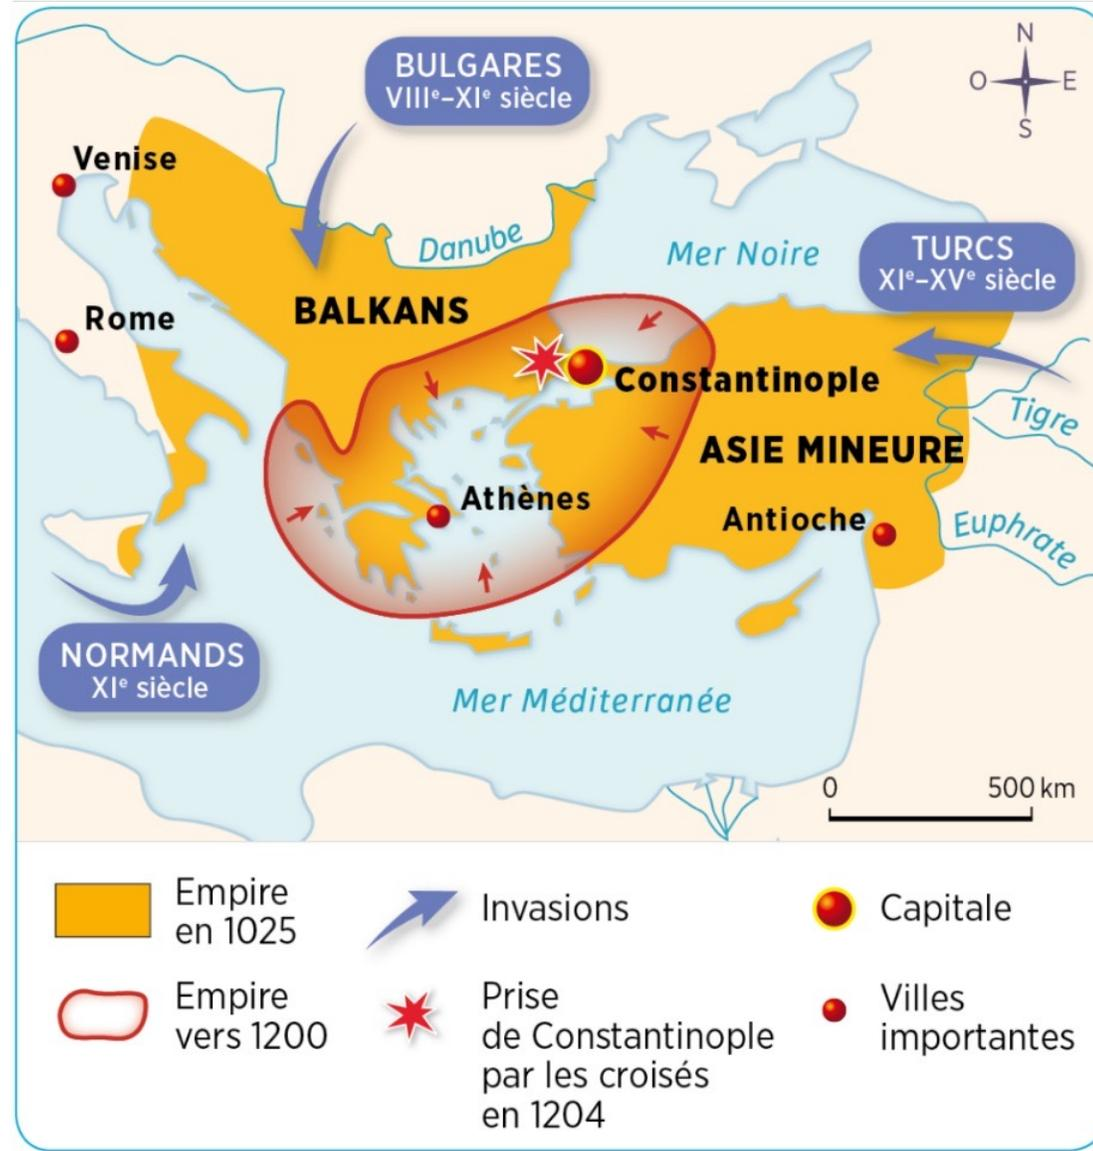 N
O
E
S
BULGARES
VIIIe–XIe siècle
Venise
Danube
Mer Noire
TURCS
XIe–XVe siècle
Rome
BALKANS
Constantinople
Tigre
ASIE MINEURE
Athènes
Antioche
Euphrate
NORMANDS
XIe siècle
Mer Méditerranée
0
500 km
Empire
en 1025
Invasions
Capitale
Empire
vers 1200
Prise
de Constantinople
par les croisés
en 1204
Villes
importantes